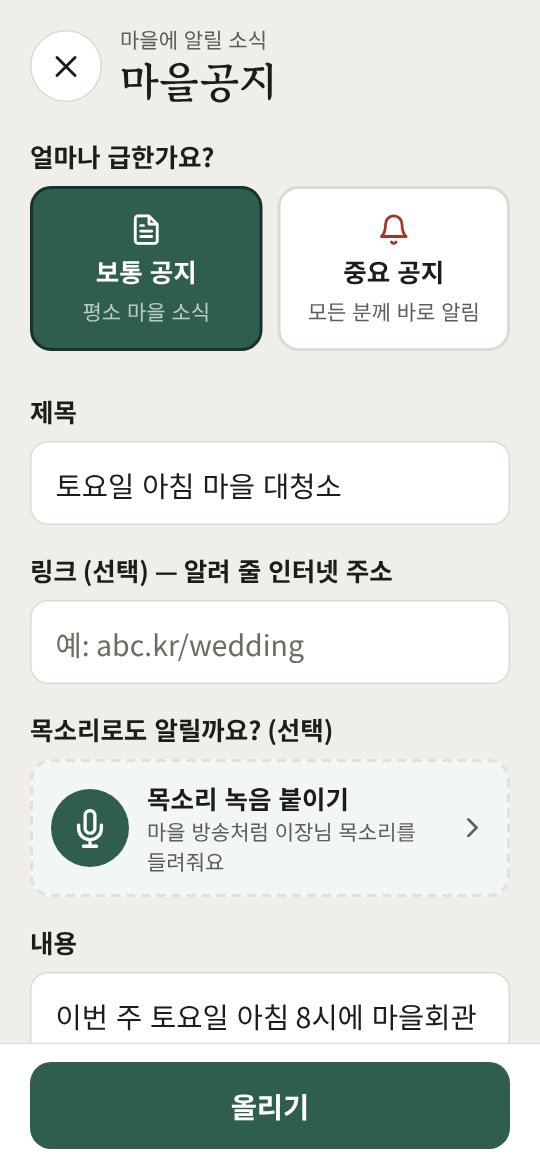 마을에 알릴 소식
마을공지
얼마나 급한가요?
보통 공지
평소 마을 소식
중요 공지
모든 분께 바로 알림
제목
토요일 아침 마을 대청소
링크 (선택) — 알려 줄 인터넷 주소
예: abc.kr/wedding
목소리로도 알릴까요? (선택)
목소리 녹음 붙이기
마을 방송처럼 이장님 목소리를
들려줘요
내용
이번 주 토요일 아침 8시에 마을회관
올리기